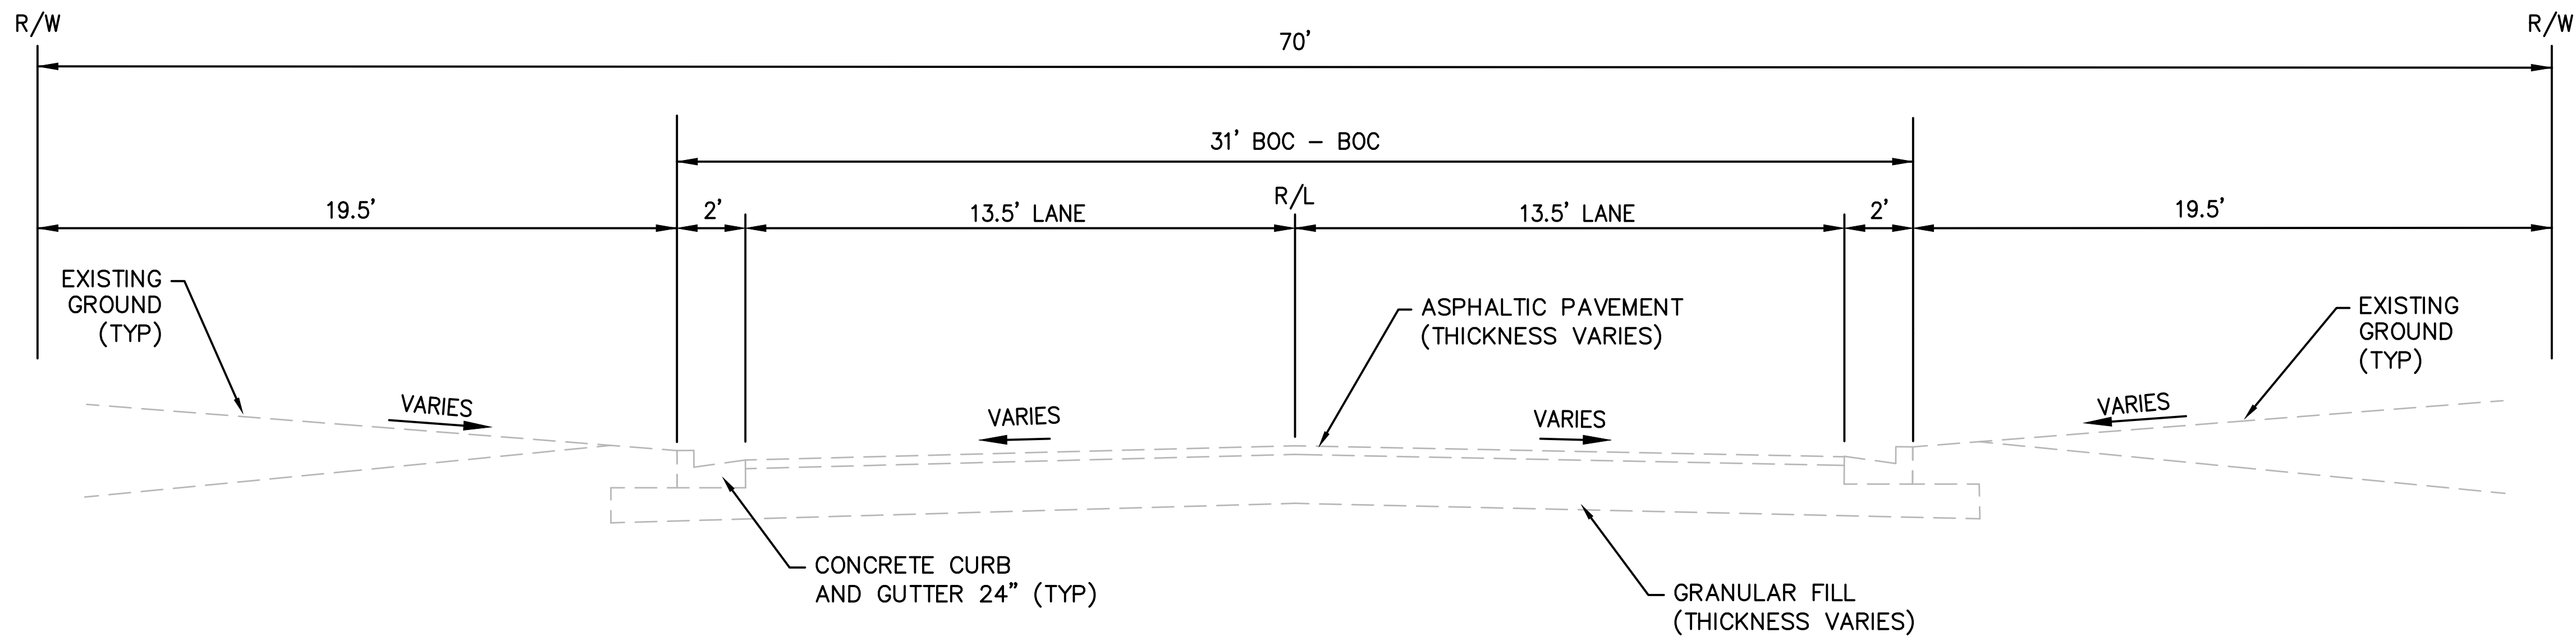 R/W
R/W
70'
31' BOC – BOC
R/L
19.5'
2'
13.5' LANE
13.5' LANE
2'
19.5'
EXISTING
GROUND
(TYP)
ASPHALTIC PAVEMENT
(THICKNESS VARIES)
EXISTING
GROUND
(TYP)
VARIES
VARIES
VARIES
VARIES
CONCRETE CURB
AND GUTTER 24" (TYP)
GRANULAR FILL
(THICKNESS VARIES)